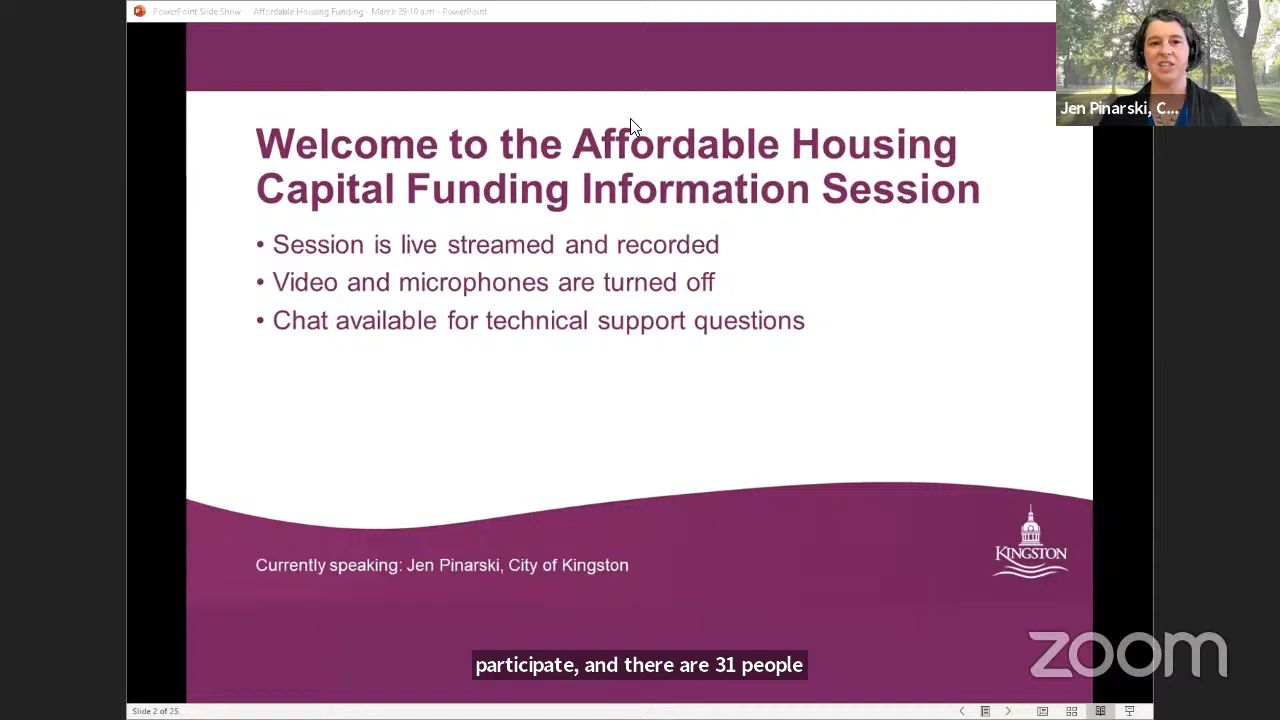 PowerPoint Slide Show - Affordable Housing Funding - March 29 10 a.m - PowerPoint
Jen Pinarski, C...
Welcome to the Affordable Housing
Capital Funding Information Session
• Session is live streamed and recorded
• Video and microphones are turned off
• Chat available for technical support questions
KINGSTON
Currently speaking: Jen Pinarski, City of Kingston
zoom
participate, and there are 31 people
Slide 2 of 25